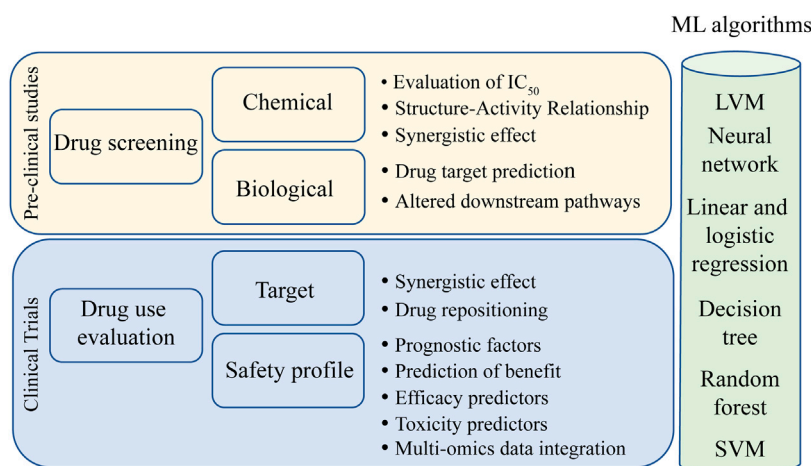 ML algorithms
Pre-clinical studies
Drug screening
Chemical
• Evaluation of IC50
• Structure-Activity Relationship
• Synergistic effect
Biological
• Drug target prediction
• Altered downstream pathways
Clinical Trials
Drug use
evaluation
Target
• Synergistic effect
• Drug repositioning
Safety profile
• Prognostic factors
• Prediction of benefit
• Efficacy predictors
• Toxicity predictors
• Multi-omics data integration
LVM
Neural
network
Linear and
logistic
regression
Decision
tree
Random
forest
SVM